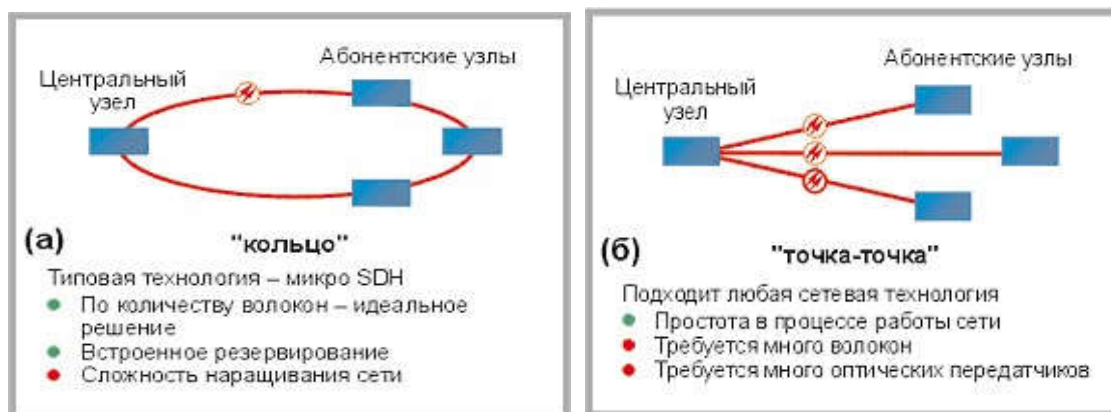 Абонентские узлы
Центральный
узел
(а)
"кольцо"
Типовая технология – микро SDH
По количеству волокон – идеальное
решение
Встроенное резервирование
Сложность наращивания сети
Абонентские узлы
Центральный
узел
(б)
"точка-точка"
Подходит любая сетевая технология
Простота в процессе работы сети
Требуется много волокон
Требуется много оптических передатчиков